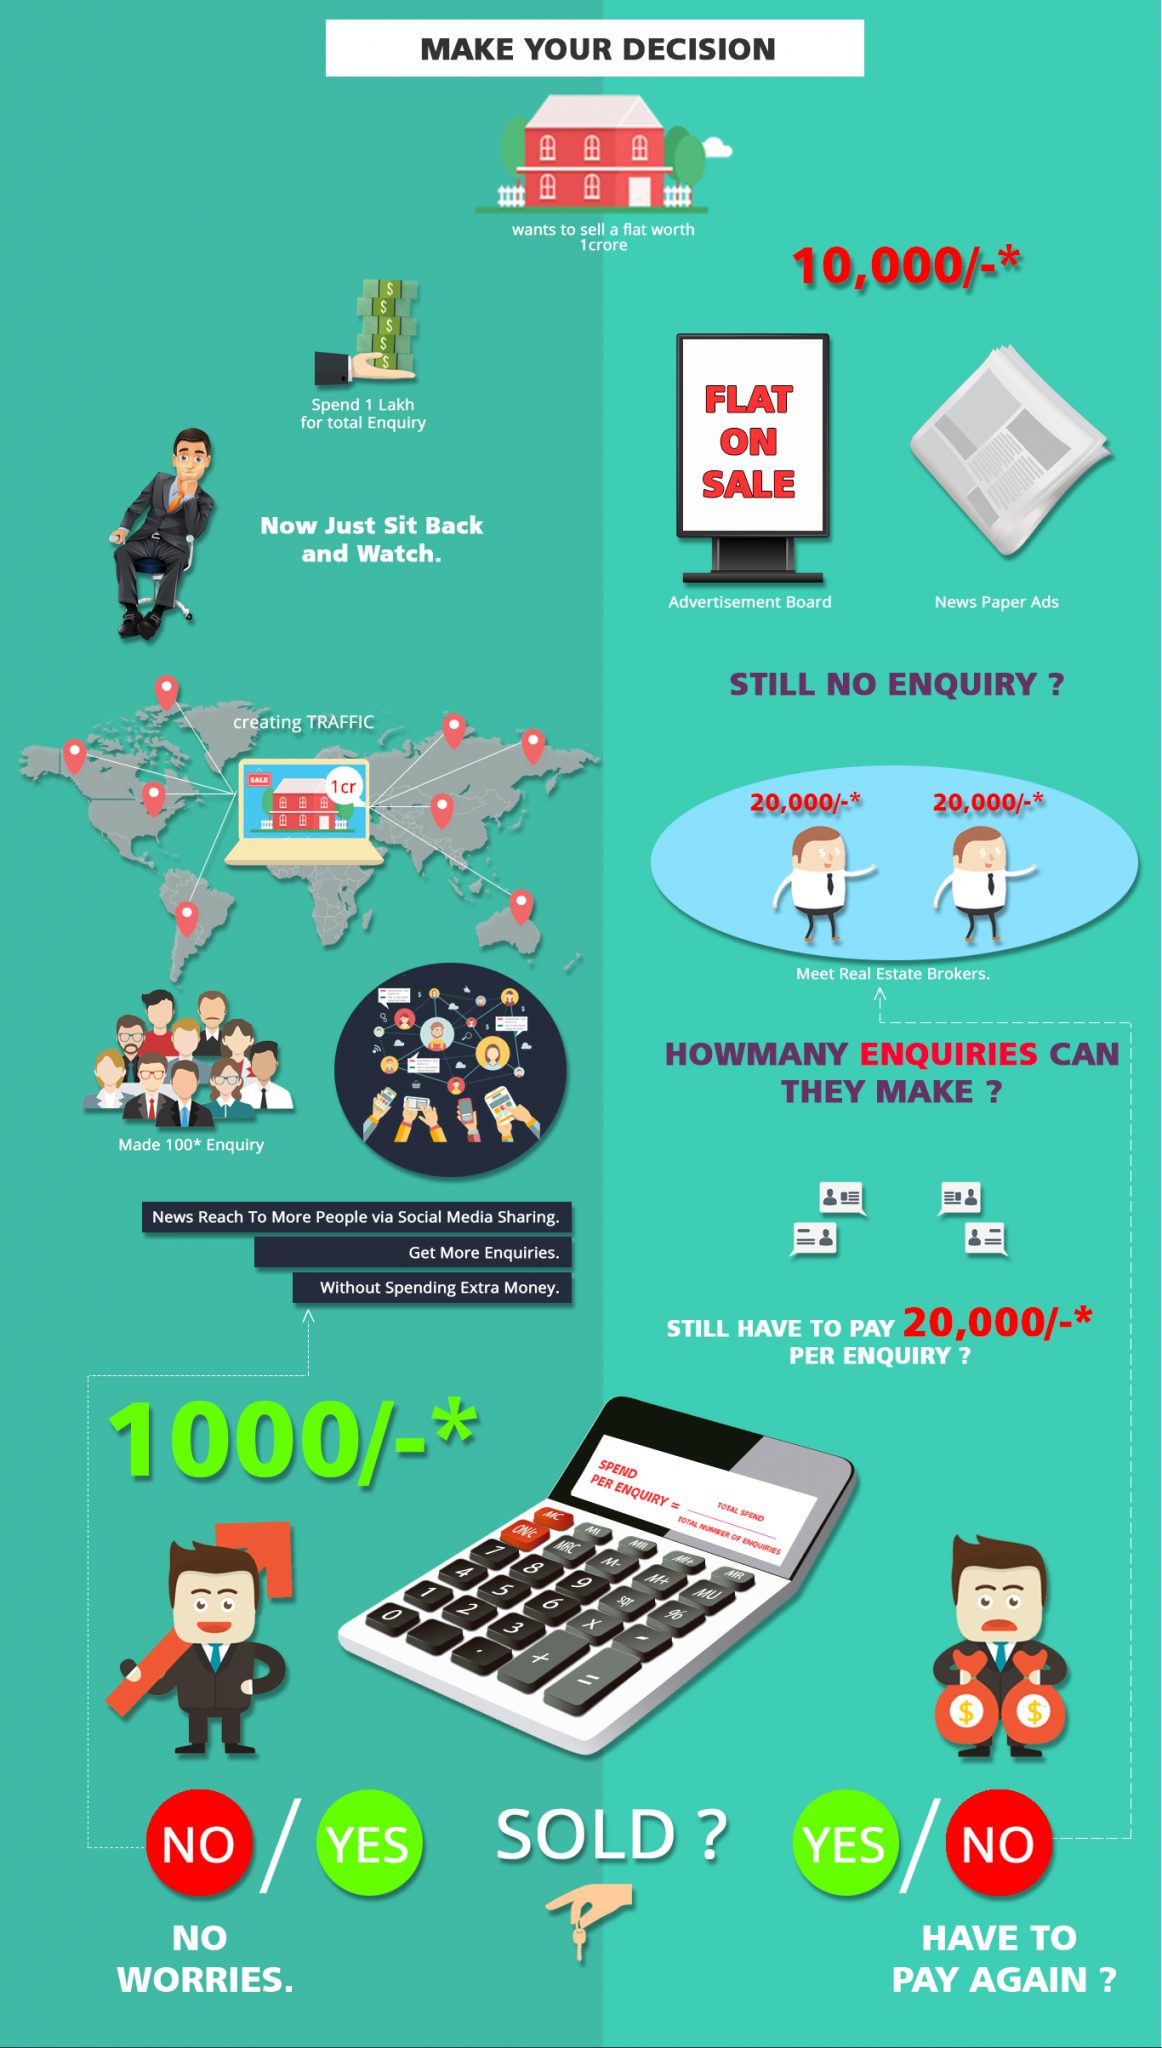 MAKE YOUR DECISION
wants to sell a flat worth
1crore
Spend 1 Lakh
for total Enquiry
Now Just Sit Back
and Watch.
creating TRAFFIC
SALE
1cr
Made 100* Enquiry
News Reach To More People via Social Media Sharing.
Get More Enquiries.
Without Spending Extra Money.
1000/-*
10,000/-*
FLAT
ON
SALE
Advertisement Board
News Paper Ads
STILL NO ENQUIRY ?
20,000/-*
20,000/-*
Meet Real Estate Brokers.
HOWMANY ENQUIRIES CAN
THEY MAKE ?
STILL HAVE TO PAY 20,000/-*
PER ENQUIRY ?
SPEND
PER ENQUIRY =
TOTAL SPEND
TOTAL NUMBER OF ENQUIRIES
MC
ON/C
MRC
M-
M+
MU
MR
7
8
9
SQT
%
4
5
6
X
-
1
2
3
+
=
0
.
NO / YES
SOLD ?
YES / NO
NO
WORRIES.
HAVE TO
PAY AGAIN ?